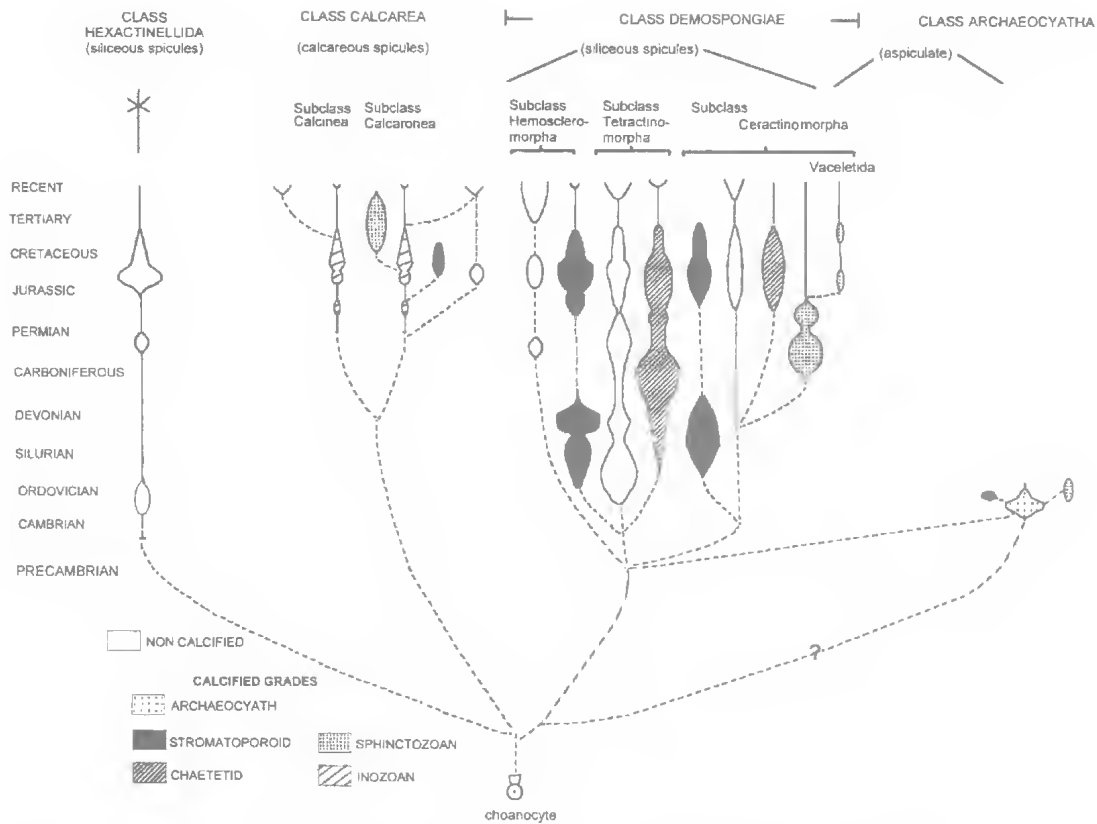 CLASS
HEXACTINELLIDA
(siliceous spicules)
CLASS CALCAREA
(calcareous spicules)
CLASS DEMOSPONGIAE
(siliceous spicules)
CLASS ARCHAEOCYATHA
(aspiculate)
Subclass
Calcinea
Subclass
Calcaronea
Subclass
Hemosclero-
morpha
Subclass
Tetractino-
morpha
Subclass
Ceractinomorpha
Vaceletida
RECENT
TERTIARY
CRETACEOUS
JURASSIC
PERMIAN
CARBONIFEROUS
DEVONIAN
SILURIAN
ORDOVICIAN
CAMBRIAN
PRECAMBRIAN
?
NON CALCIFIED
CALCIFIED GRADES
ARCHAEOCYATH
STROMATOPOROID
SPHINCTOZOAN
CHAETETID
INOZOAN
choanocyte